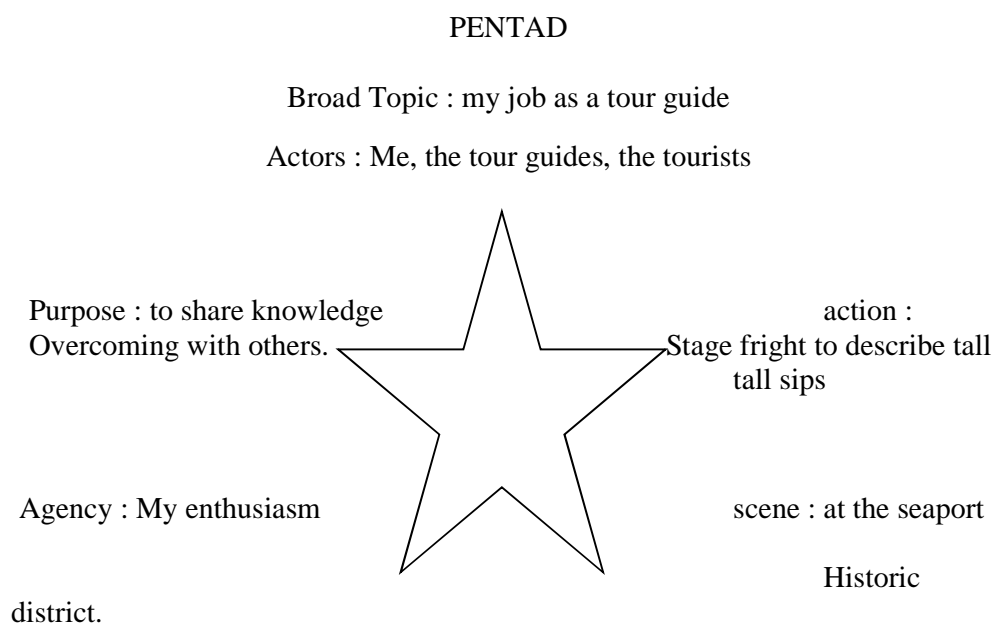 PENTAD
Broad Topic : my job as a tour guide
Actors : Me, the tour guides, the tourists
Purpose : to share knowledge action :
Overcoming with others. Stage fright to describe tall
tall sips
Agency : My enthusiasm scene : at the seaport
Historic
district.